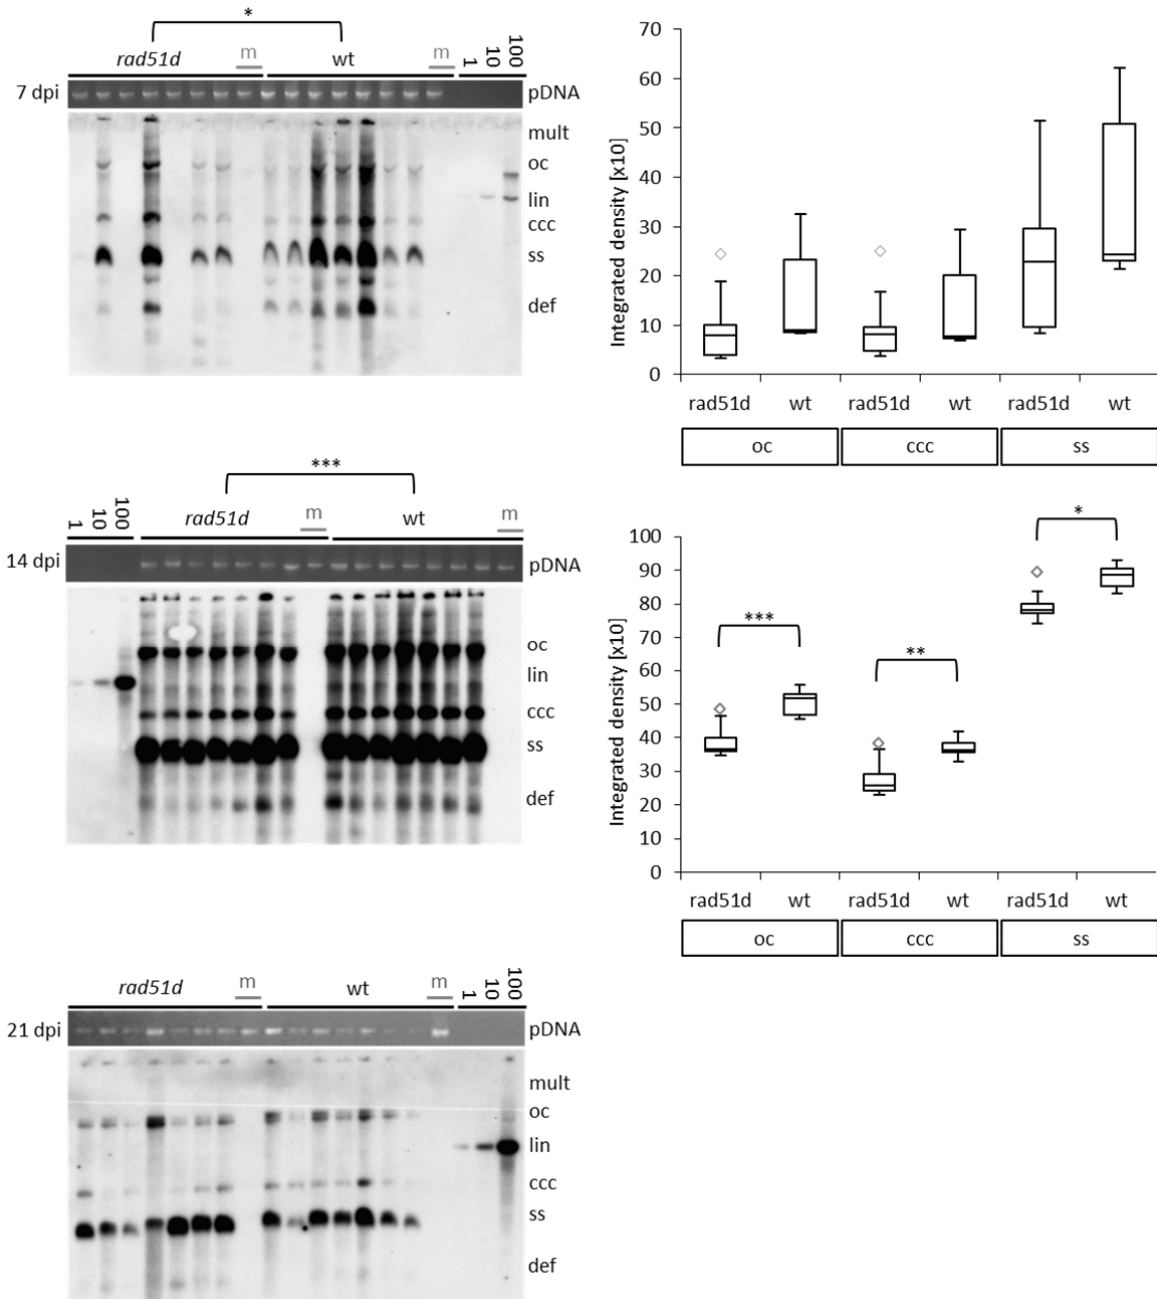 *
rad51d m wt m 1 10 100
7 dpi pDNA
mult
oc
lin
ccc
ss
def
Integrated density [x10]
70
60
50
40
30
20
10
0
rad51d wt rad51d wt rad51d wt
oc ccc ss
***
1 10 100 rad51d m wt m
14 dpi pDNA
oc
lin
ccc
ss
def
Integrated density [x10]
100
90
80
70
60
50
40
30
20
10
0
*** ** *
rad51d wt rad51d wt rad51d wt
oc ccc ss
rad51d m wt m 1 10 100
21 dpi pDNA
mult
oc
lin
ccc
ss
def